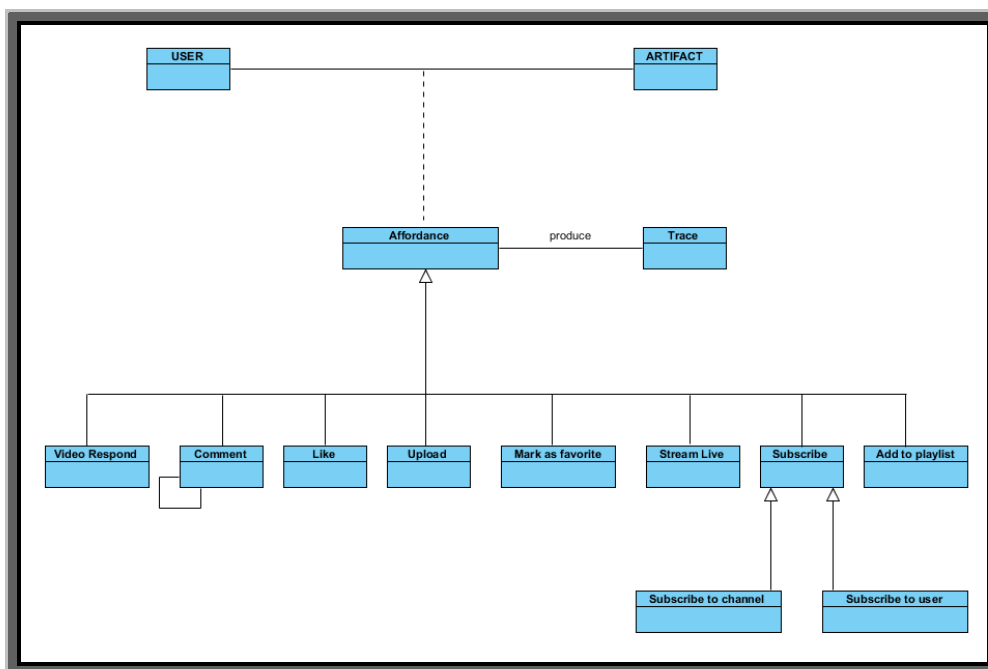 USER
ARTIFACT
Affordance
produce
Trace
Video Respond
Comment
Like
Upload
Mark as favorite
Stream Live
Subscribe
Add to playlist
Subscribe to channel
Subscribe to user